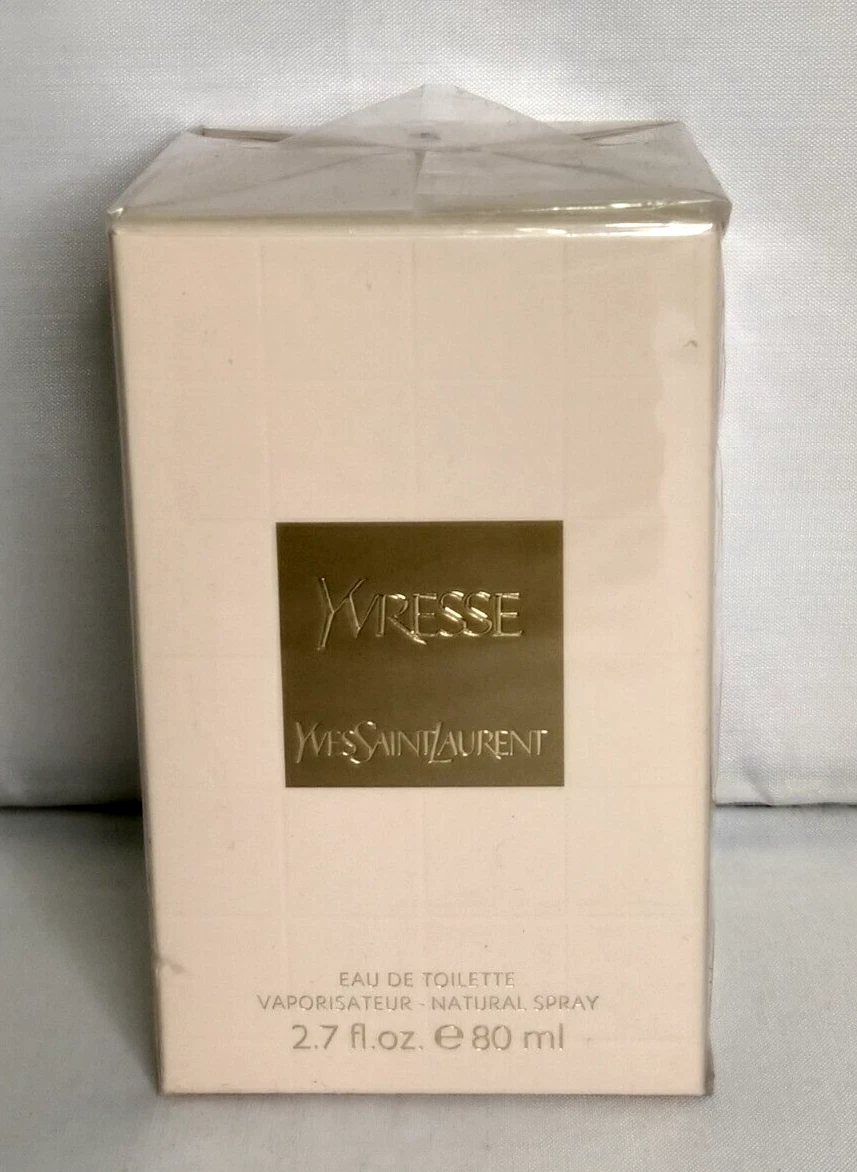 YVRESSE
YVESSAINTLAURENT
EAU DE TOILETTE
VAPORISATEUR - NATURAL SPRAY
2.7 fl.oz. ℮ 80 ml